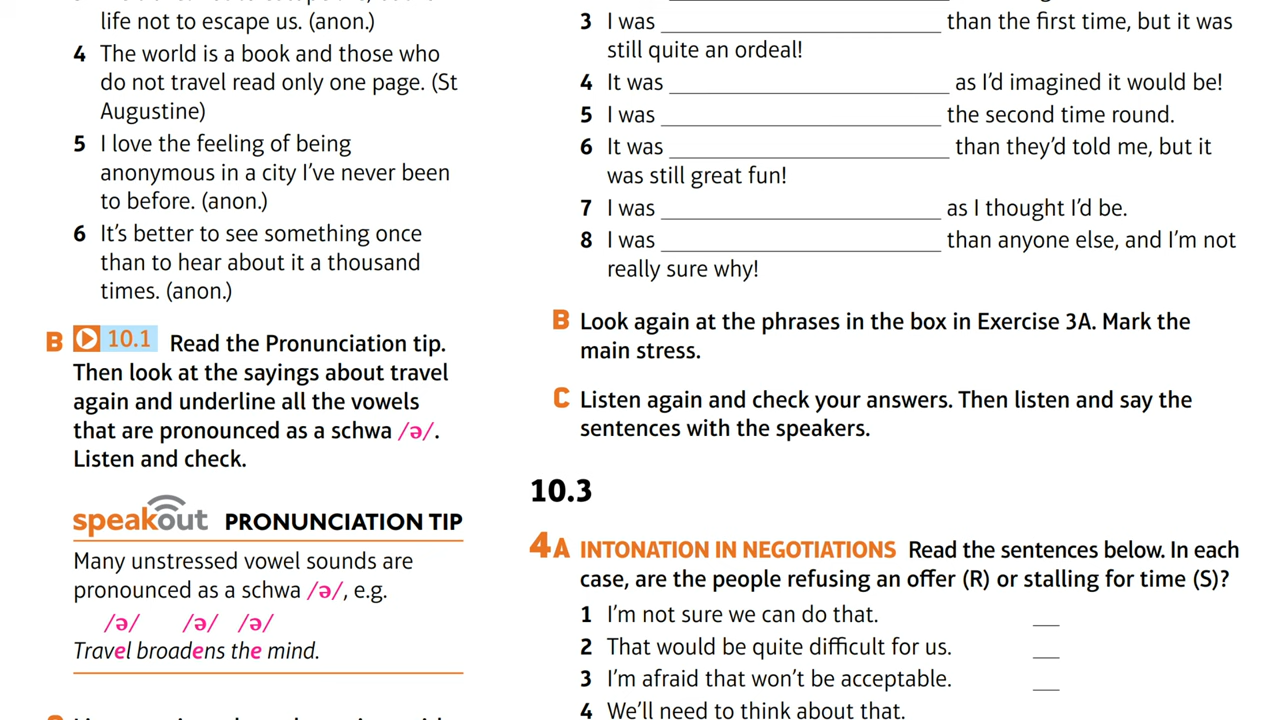 life not to escape us. (anon.)
4 The world is a book and those who
do not travel read only one page. (St
Augustine)
5 I love the feeling of being
anonymous in a city I've never been
to before. (anon.)
6 It's better to see something once
than to hear about it a thousand
times. (anon.)
B 10.1 Read the Pronunciation tip.
Then look at the sayings about travel
again and underline all the vowels
that are pronounced as a schwa /ə/.
Listen and check.
speakout PRONUNCIATION TIP
Many unstressed vowel sounds are
pronounced as a schwa /ə/, e.g.
/ə/ /ə/ /ə/
Travel broadens the mind.
3 I was ____ than the first time, but it was
still quite an ordeal!
4 It was ____ as I'd imagined it would be!
5 I was ____ the second time round.
6 It was ____ than they'd told me, but it
was still great fun!
7 I was ____ as I thought I'd be.
8 I was ____ than anyone else, and I'm not
really sure why!
B Look again at the phrases in the box in Exercise 3A. Mark the
main stress.
C Listen again and check your answers. Then listen and say the
sentences with the speakers.
10.3
4A INTONATION IN NEGOTIATIONS Read the sentences below. In each
case, are the people refusing an offer (R) or stalling for time (S)?
1 I'm not sure we can do that. __
2 That would be quite difficult for us. __
3 I'm afraid that won't be acceptable. __
4 We'll need to think about that.